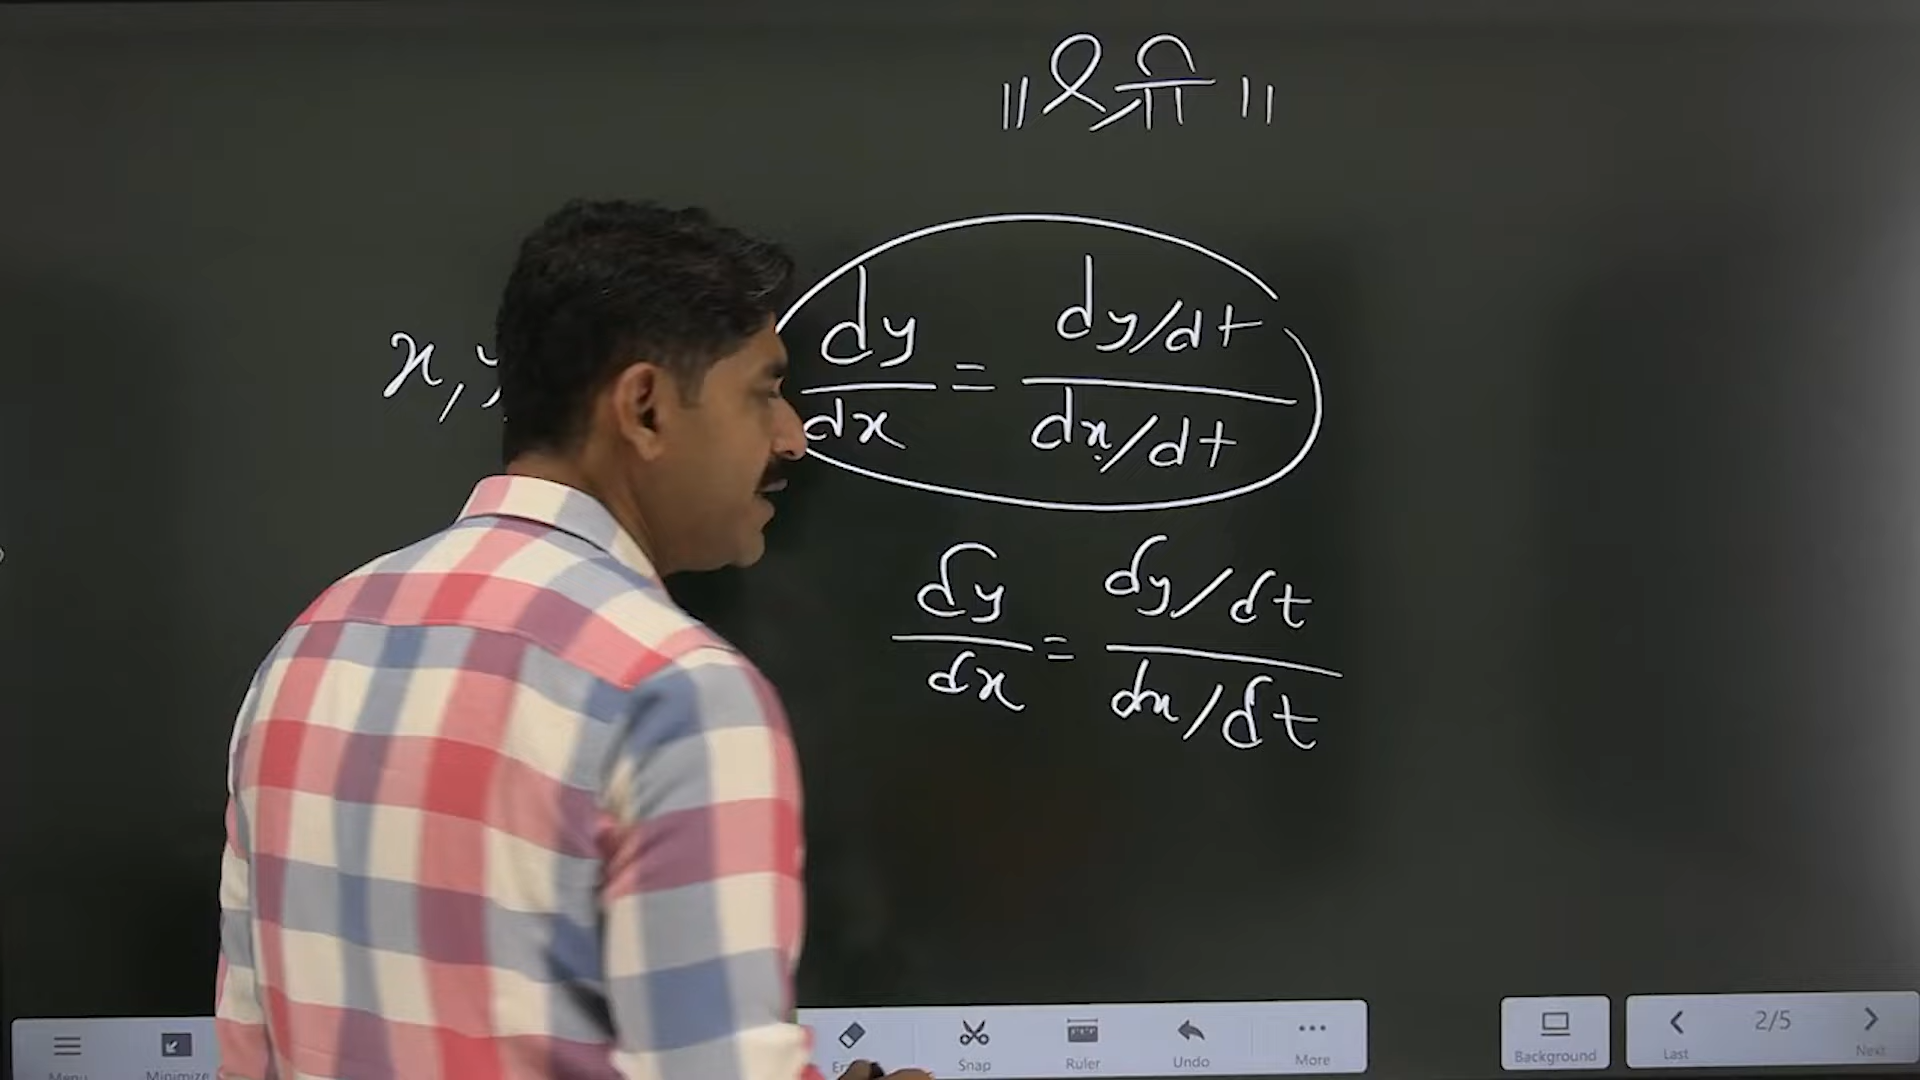 ॥ श्री ॥
x, y
dy/dx = (dy/dt)/(dx/dt)
dy/dx = (dy/dt)/(dx/dt)
Menu Minimize Snap Ruler Undo More Background Last 2/5 Next